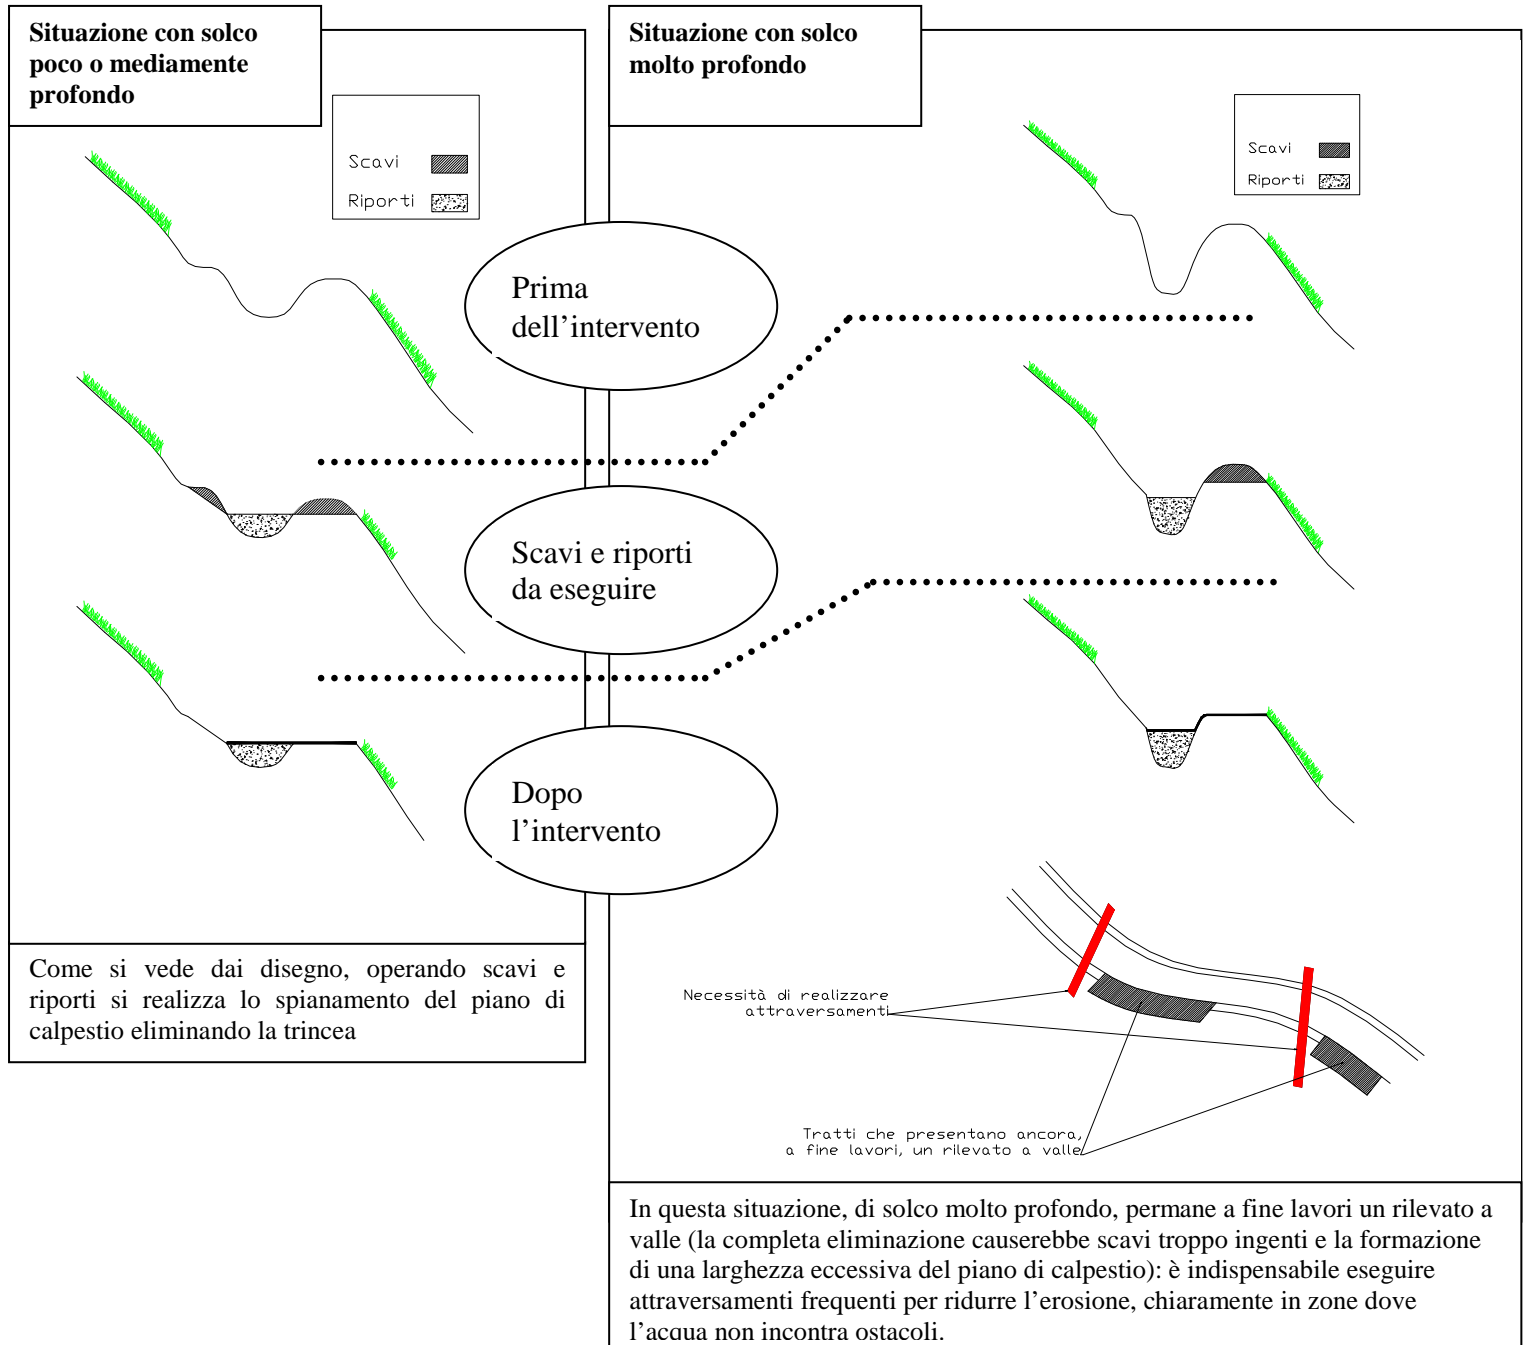 Situazione con solco
poco o mediamente
profondo
Scavi
Riporti
Situazione con solco
molto profondo
Scavi
Riporti
Prima
dell’intervento
Scavi e riporti
da eseguire
Dopo
l’intervento
Come si vede dai disegno, operando scavi e
riporti si realizza lo spianamento del piano di
calpestio eliminando la trincea
Necessità di realizzare
attraversamenti
Tratti che presentano ancora,
a fine lavori, un rilevato a valle
In questa situazione, di solco molto profondo, permane a fine lavori un rilevato a
valle (la completa eliminazione causerebbe scavi troppo ingenti e la formazione
di una larghezza eccessiva del piano di calpestio): è indispensabile eseguire
attraversamenti frequenti per ridurre l’erosione, chiaramente in zone dove
l’acqua non incontra ostacoli.